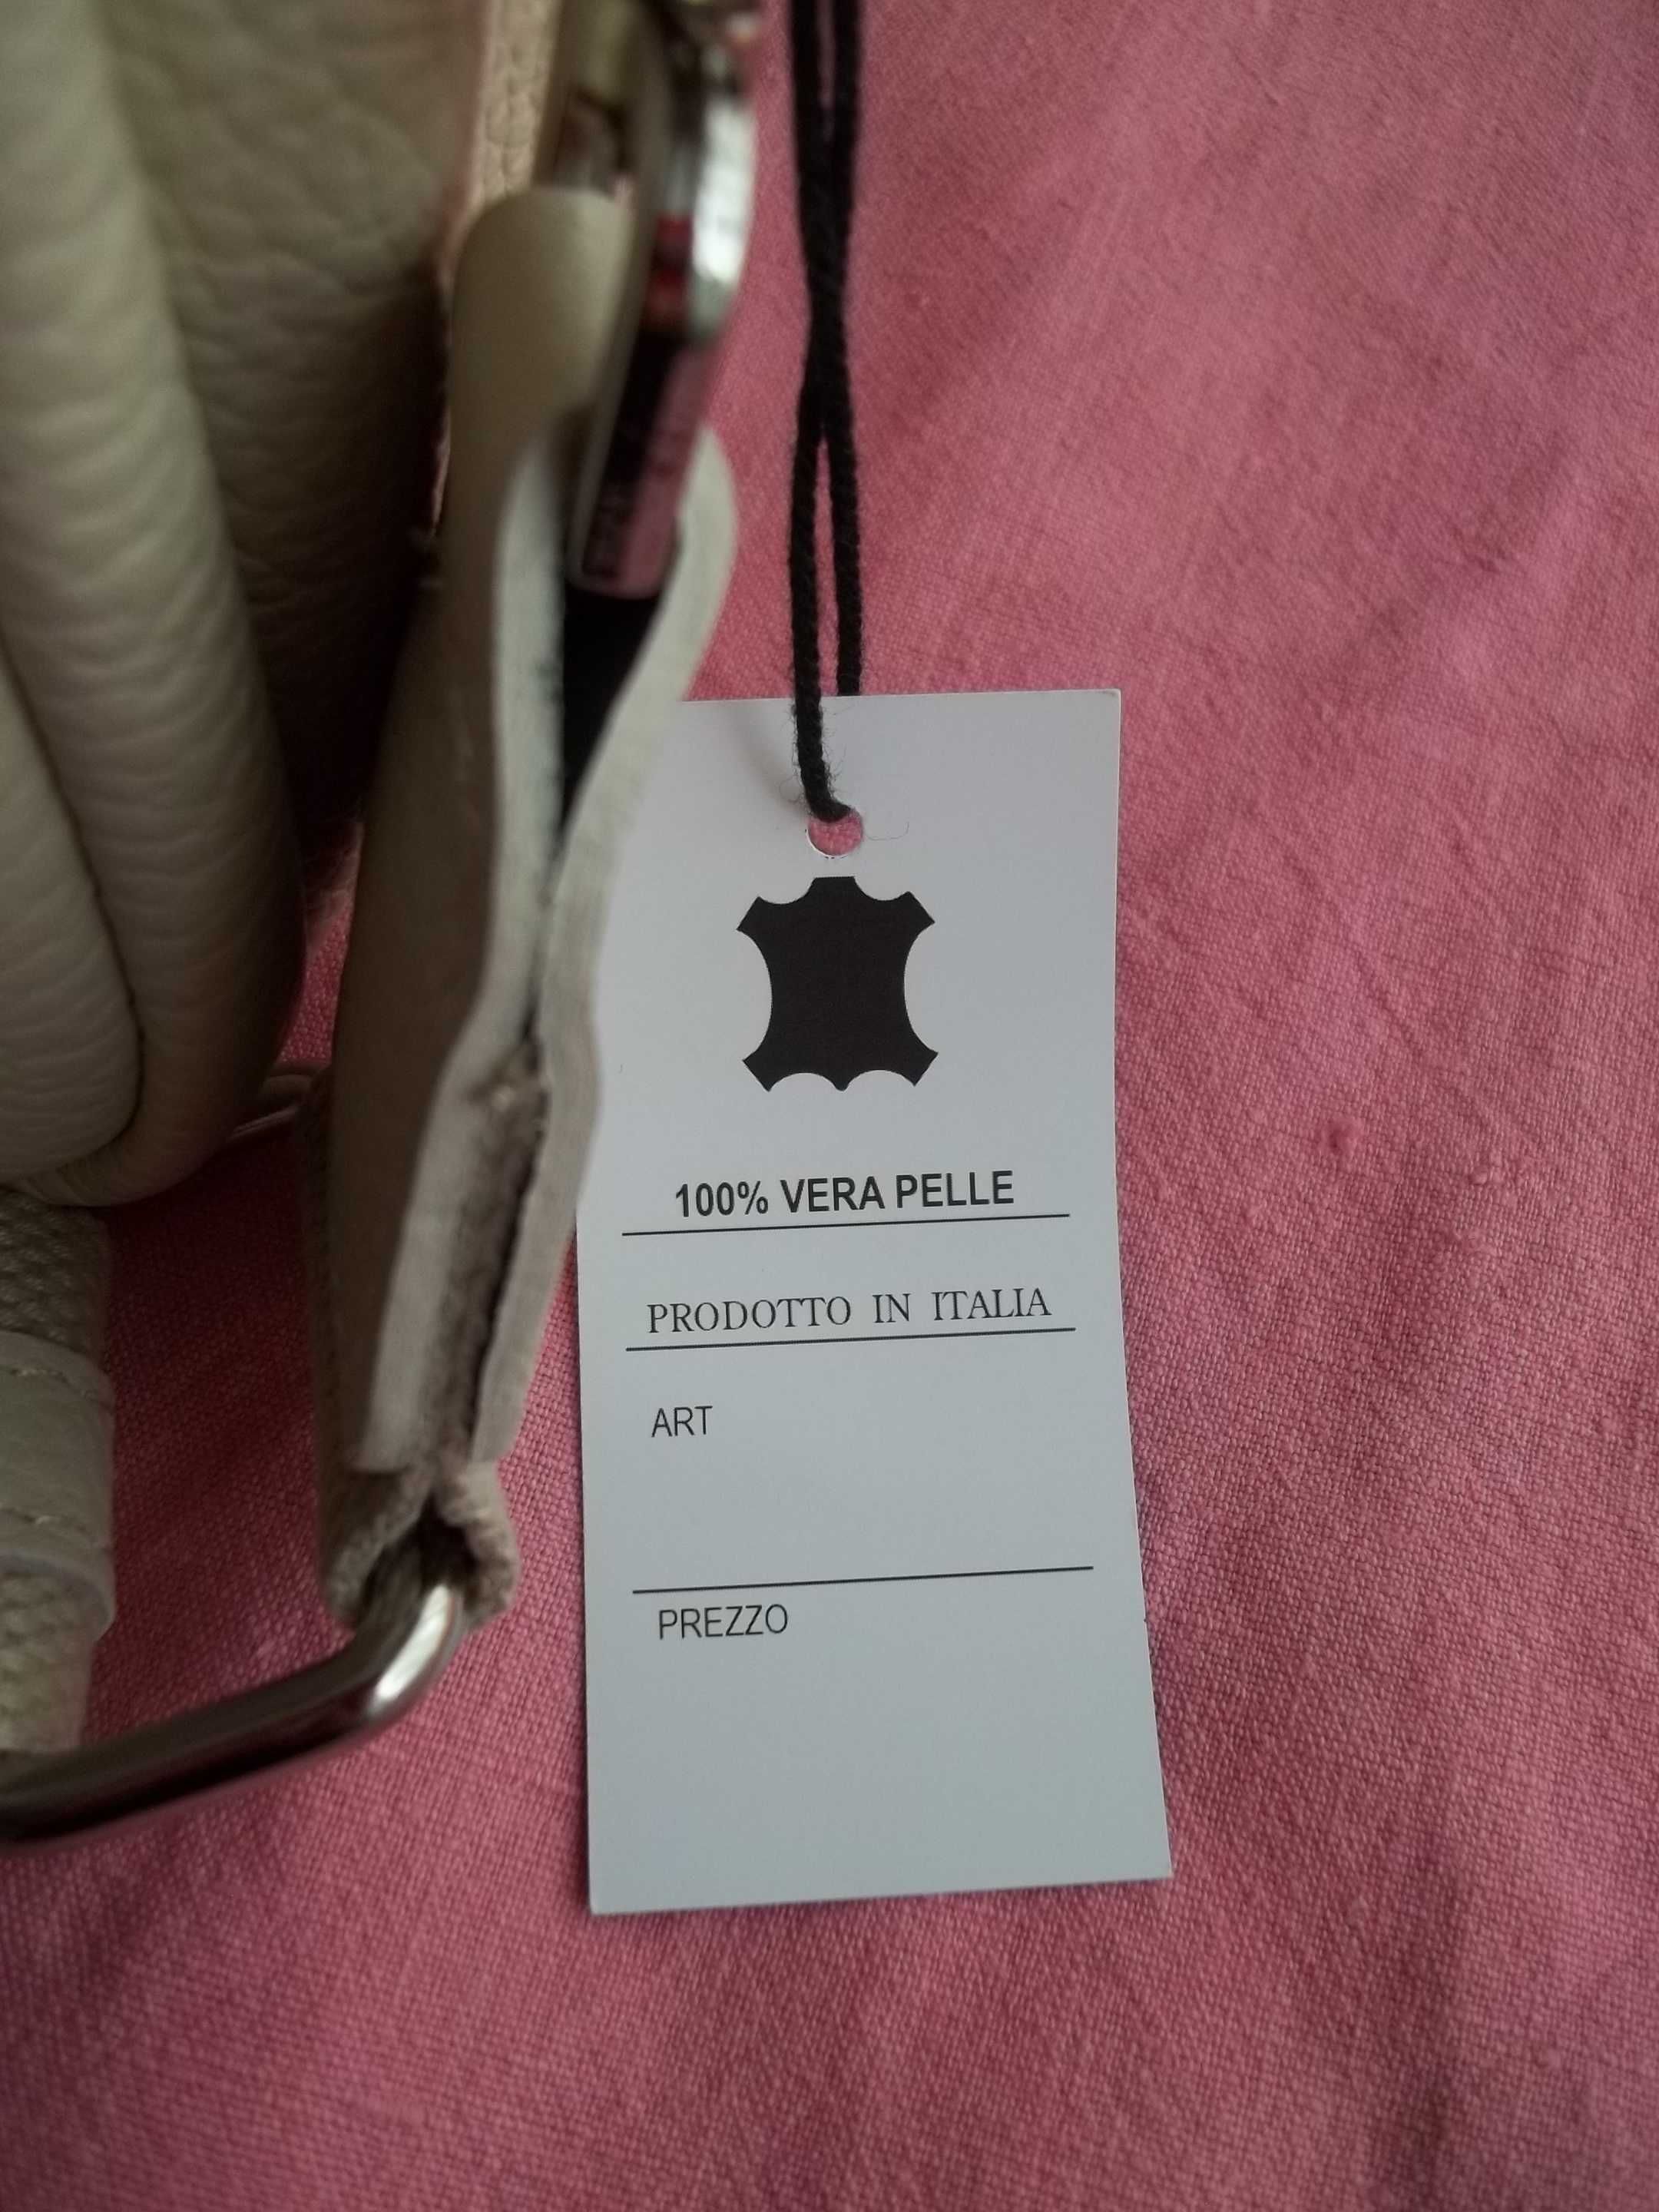 100% VERA PELLE
PRODOTTO IN ITALIA
ART
PREZZO